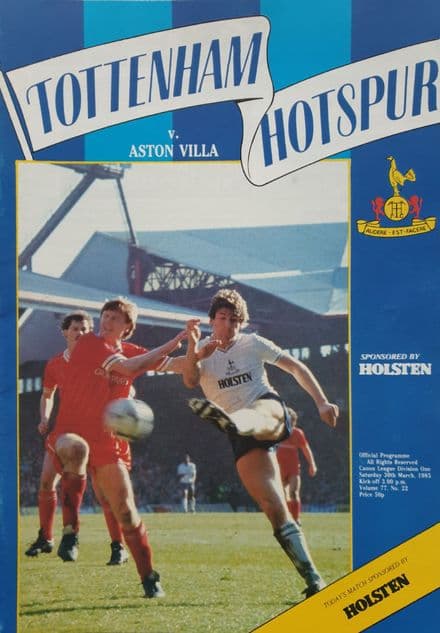 TOTTENHAM
HOTSPUR
v.
ASTON VILLA
AUDERE·EST·FACERE
SPONSORED BY
HOLSTEN
HOLSTEN
Official Programme
All Rights Reserved
Canon League Division One
Saturday 30th March, 1985
Kick off 3.00 p.m.
Volume 77. No. 52
Price 50p
TODAY'S MATCH SPONSORED BY
HOLSTEN